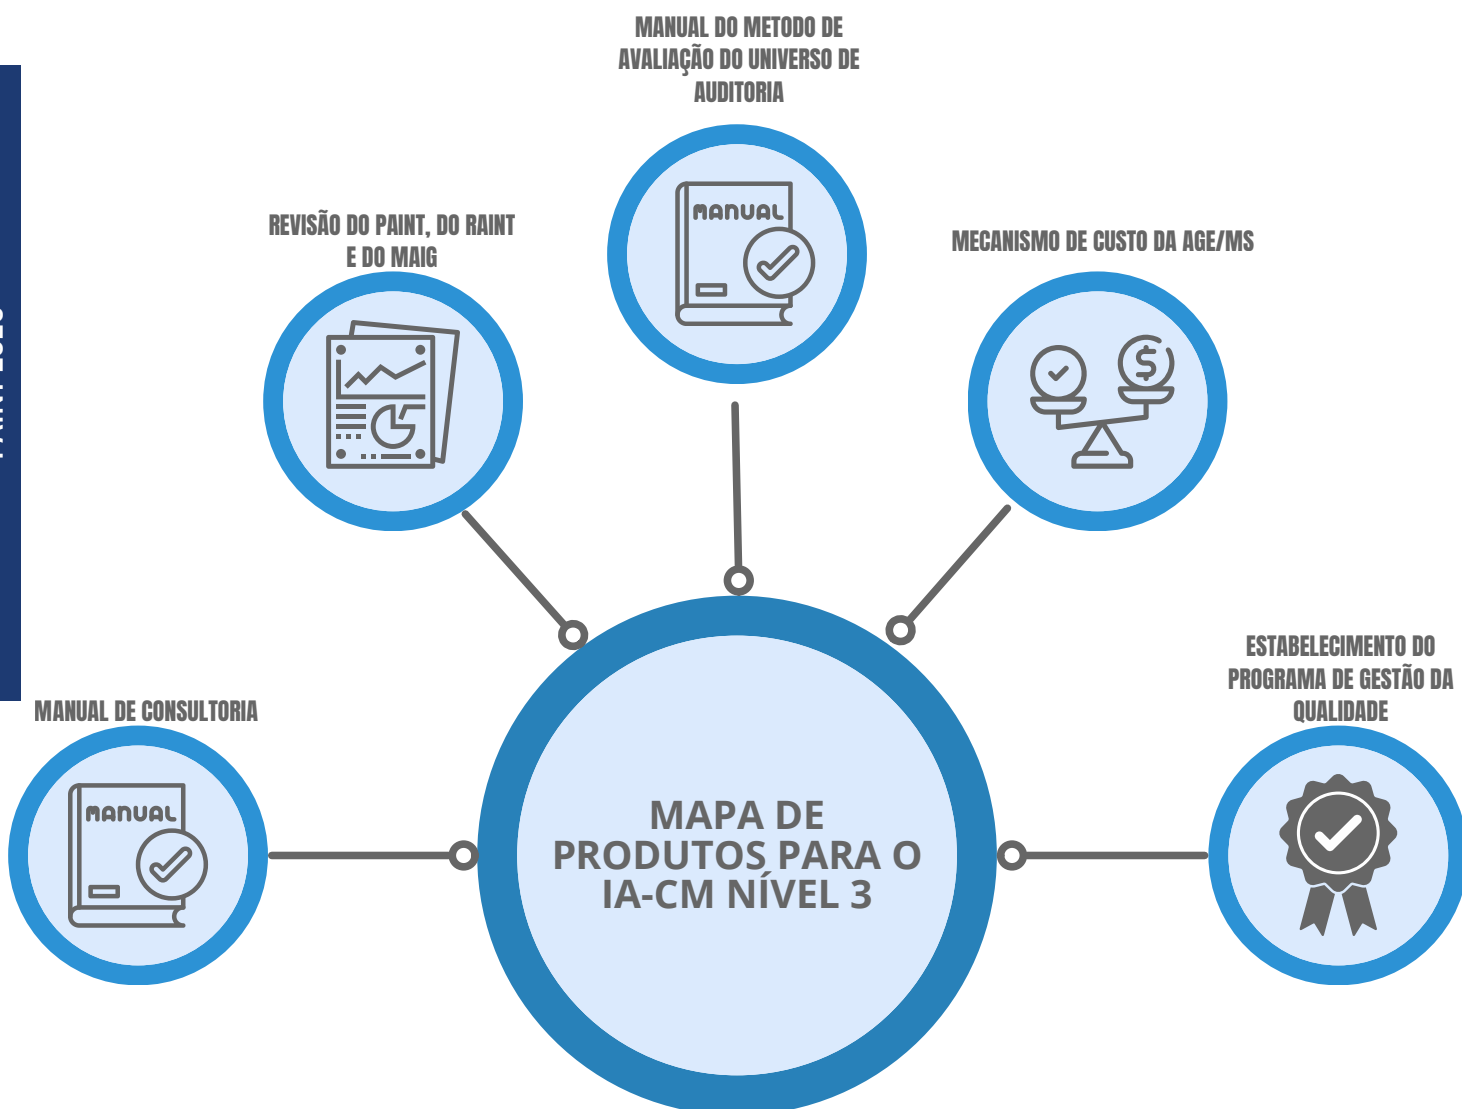 MANUAL DO METODO DE
AVALIAÇÃO DO UNIVERSO DE
AUDITORIA
MANUAL
REVISÃO DO PAINT, DO RAINT
E DO MAIG
MECANISMO DE CUSTO DA AGE/MS
$
ESTABELECIMENTO DO
PROGRAMA DE GESTÃO DA
QUALIDADE
MANUAL DE CONSULTORIA
MANUAL
MAPA DE
PRODUTOS PARA O
IA-CM NÍVEL 3